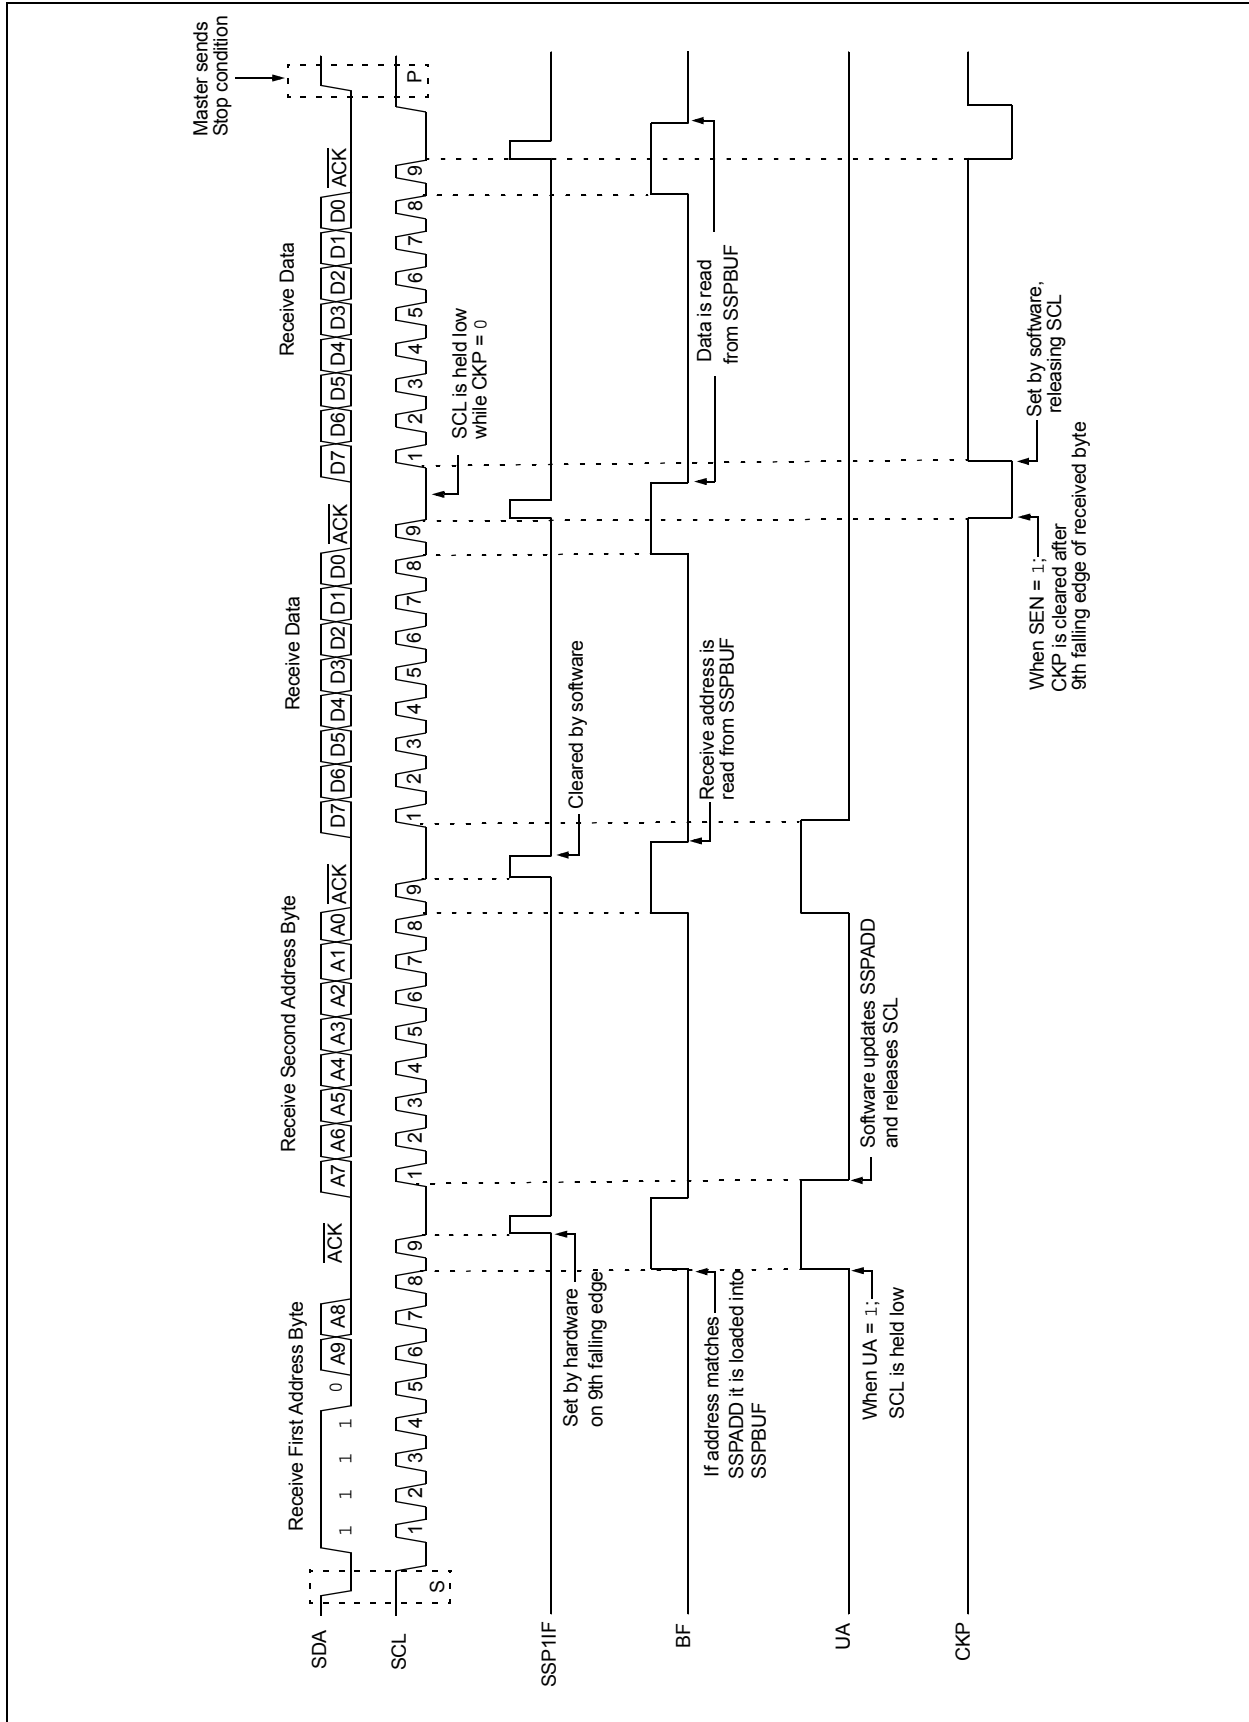 Master sends
Stop condition
Receive First Address Byte
Receive Second Address Byte
Receive Data
Receive Data
SDA
1 1 1 1 0 A9 A8 ACK
A7 A6 A5 A4 A3 A2 A1 A0 ACK
D7 D6 D5 D4 D3 D2 D1 D0 ACK
D7 D6 D5 D4 D3 D2 D1 D0 ACK
SCL
S
1 2 3 4 5 6 7 8 9
1 2 3 4 5 6 7 8 9
1 2 3 4 5 6 7 8 9
1 2 3 4 5 6 7 8 9
P
SCL is held low
while CKP = 0
SSP1IF
Set by hardware
on 9th falling edge
Cleared by software
BF
If address matches
SSPADD it is loaded into
SSPBUF
Receive address is
read from SSPBUF
Data is read
from SSPBUF
UA
When UA = 1;
SCL is held low
Software updates SSPADD
and releases SCL
CKP
When SEN = 1;
CKP is cleared after
9th falling edge of received byte
Set by software,
releasing SCL